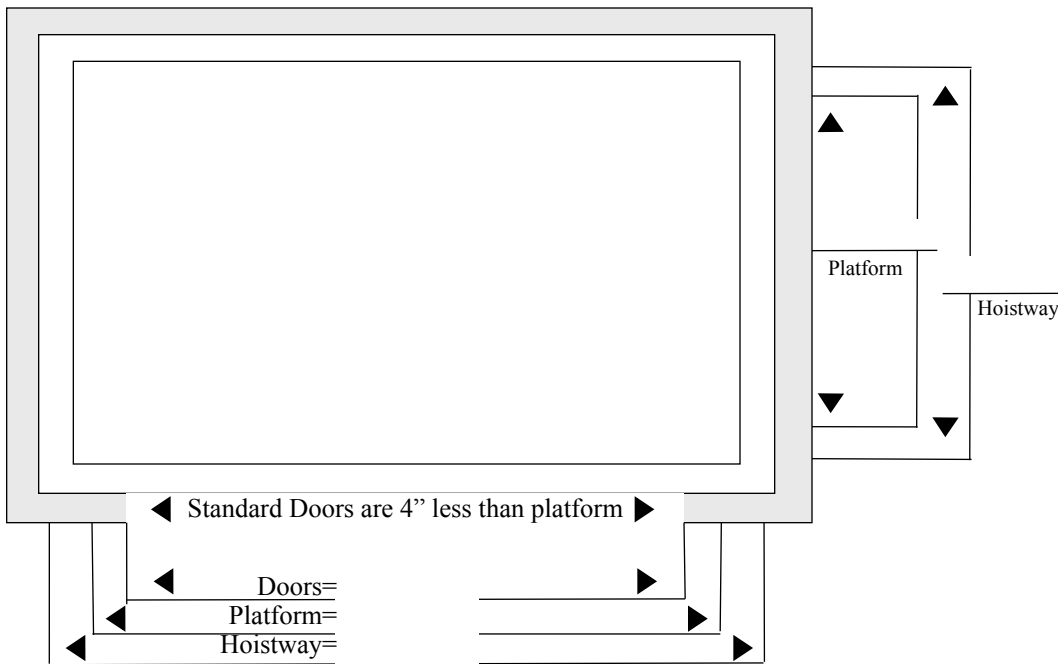 Platform
Hoistway
Standard Doors are 4” less than platform
Doors=
Platform=
Hoistway=